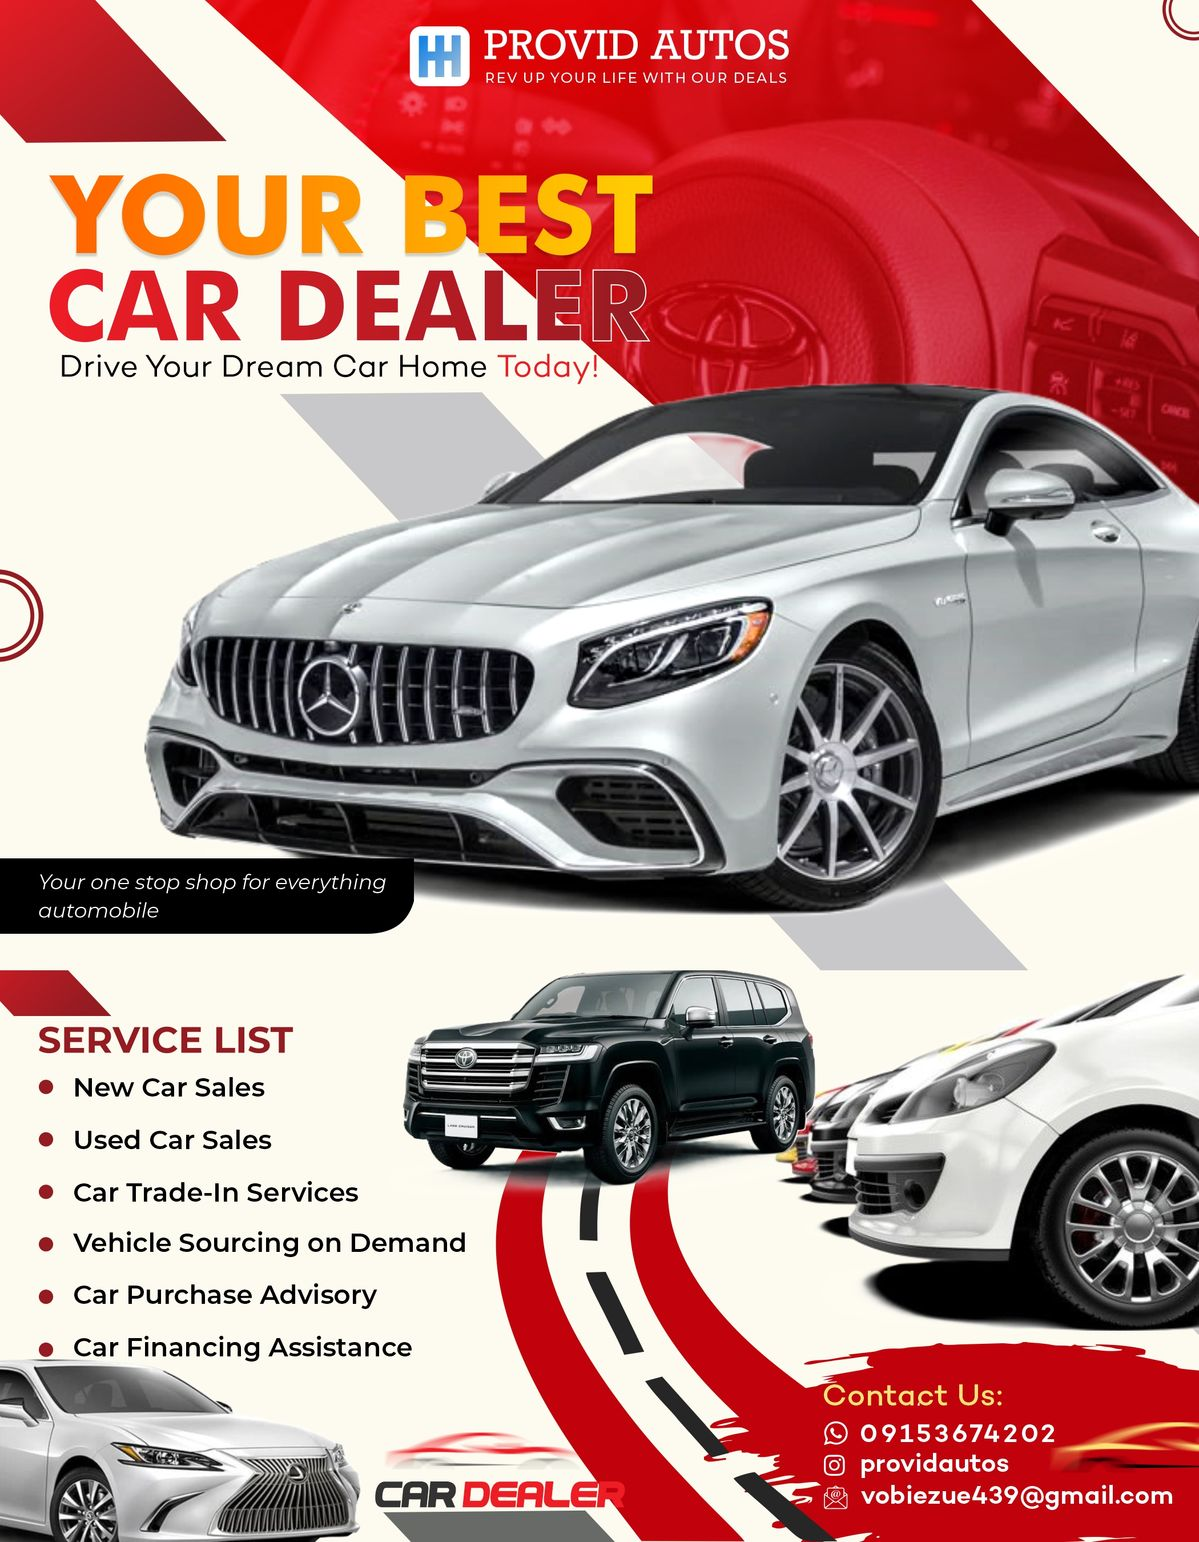 PROVID AUTOS
REV UP YOUR LIFE WITH OUR DEALS
YOUR BEST
CAR DEALER
Drive Your Dream Car Home Today!
Your one stop shop for everything
automobile
SERVICE LIST
New Car Sales
Used Car Sales
Car Trade-In Services
Vehicle Sourcing on Demand
Car Purchase Advisory
Car Financing Assistance
LAND CRUISER
CAR DEALER
Contact Us:
09153674202
providautos
vobiezue439@gmail.com